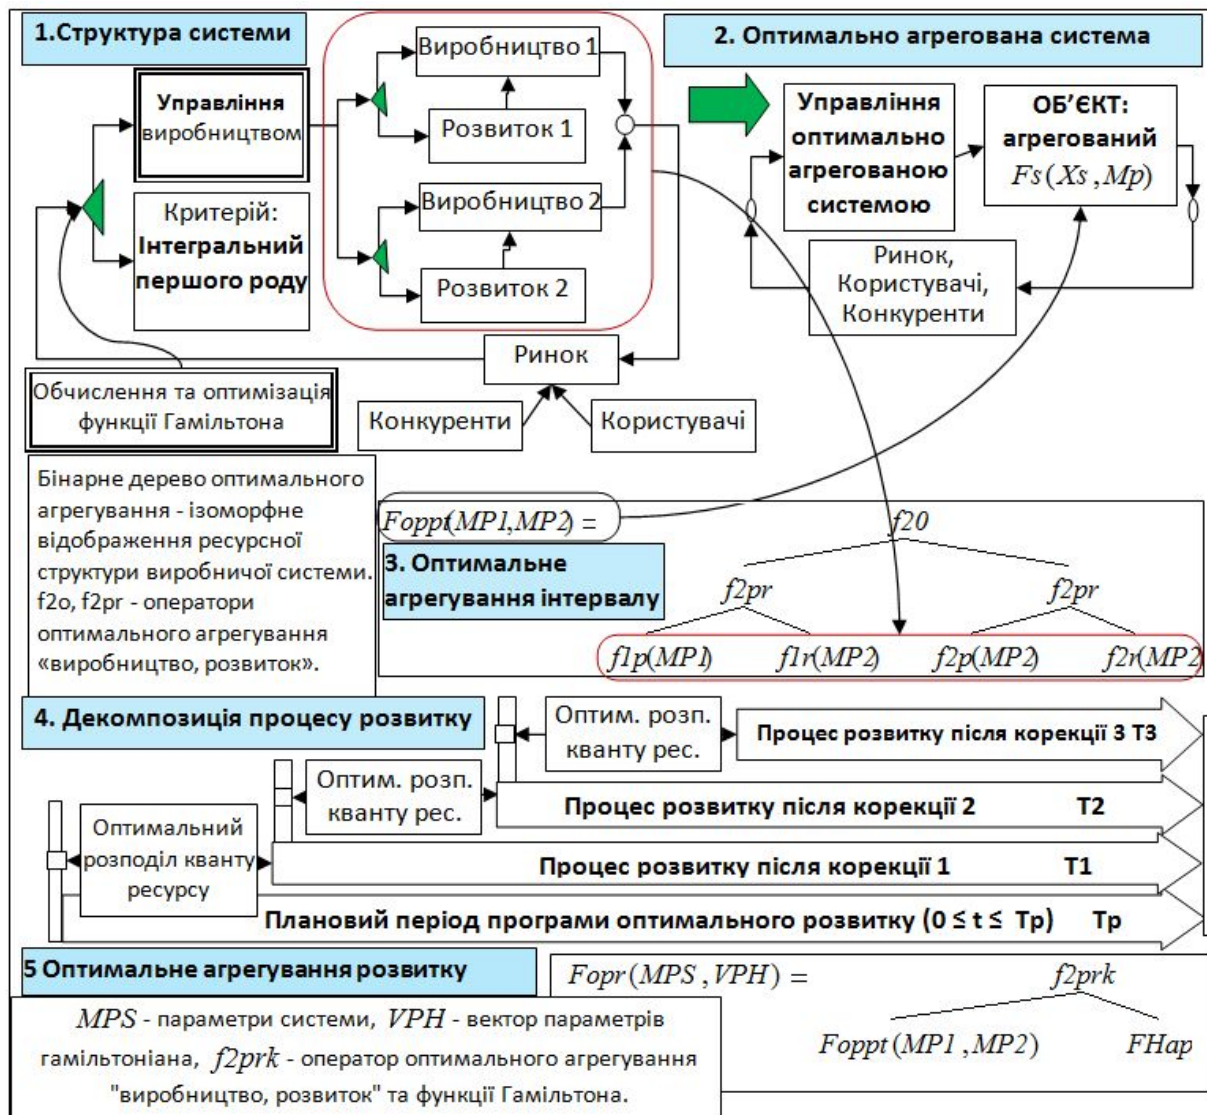 1.Структура системи
Управління
виробництвом
Критерій:
Інтегральний
першого роду
Виробництво 1
Розвиток 1
Виробництво 2
Розвиток 2
Ринок
Конкуренти
Користувачі
Обчислення та оптимізація
функції Гамільтона
2. Оптимально агрегована система
Управління
оптимально
агрегованою
системою
ОБ’ЄКТ:
агрегований
Fs(Xs,Mp)
Ринок,
Користувачі,
Конкуренти
Бінарне дерево оптимального
агрегування - ізоморфне
відображення ресурсної
структури виробничої системи.
f2o, f2pr - оператори
оптимального агрегування
«виробництво, розвиток».
Foppt(MP1,MP2) =
3. Оптимальне
агрегування інтервалу
f20
f2pr f2pr
f1p(MP1) f1r(MP2) f2p(MP2) f2r(MP2
4. Декомпозиція процесу розвитку
Оптим. розп.
кванту рес.
Процес розвитку після корекції 3 Т3
Оптим. розп.
кванту рес.
Процес розвитку після корекції 2 Т2
Оптимальний
розподіл кванту
ресурсу
Процес розвитку після корекції 1 Т1
Плановий період програми оптимального розвитку (0 ≤ t ≤ Тр) Тр
5 Оптимальне агрегування розвитку
MPS - параметри системи, VPH - вектор параметрів
гамільтоніана, f2prk - оператор оптимального агрегування
"виробництво, розвиток" та функції Гамільтона.
Fopr(MPS,VPH) = f2prk
Foppt(MP1,MP2) FHap